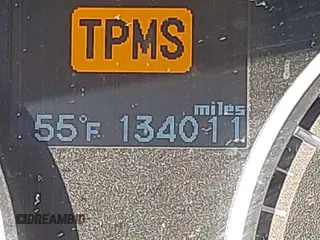 TPMS
miles
55°F 134011
DREAMBID